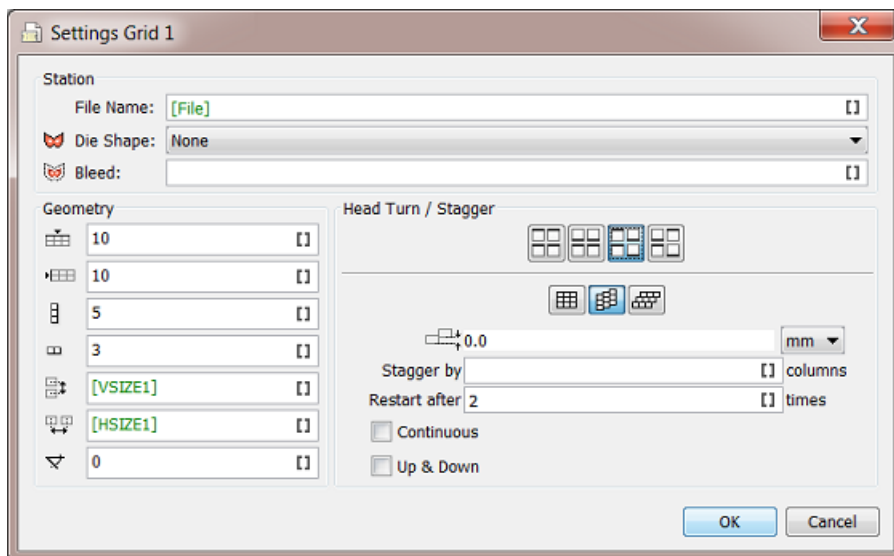 Settings Grid 1
Station
File Name: [File] []
Die Shape: None
Bleed: []
Geometry
10 []
10 []
5 []
3 []
[VSIZE1] []
[HSIZE1] []
0 []
Head Turn / Stagger
0.0 mm
Stagger by [] columns
Restart after 2 [] times
Continuous
Up & Down
OK Cancel